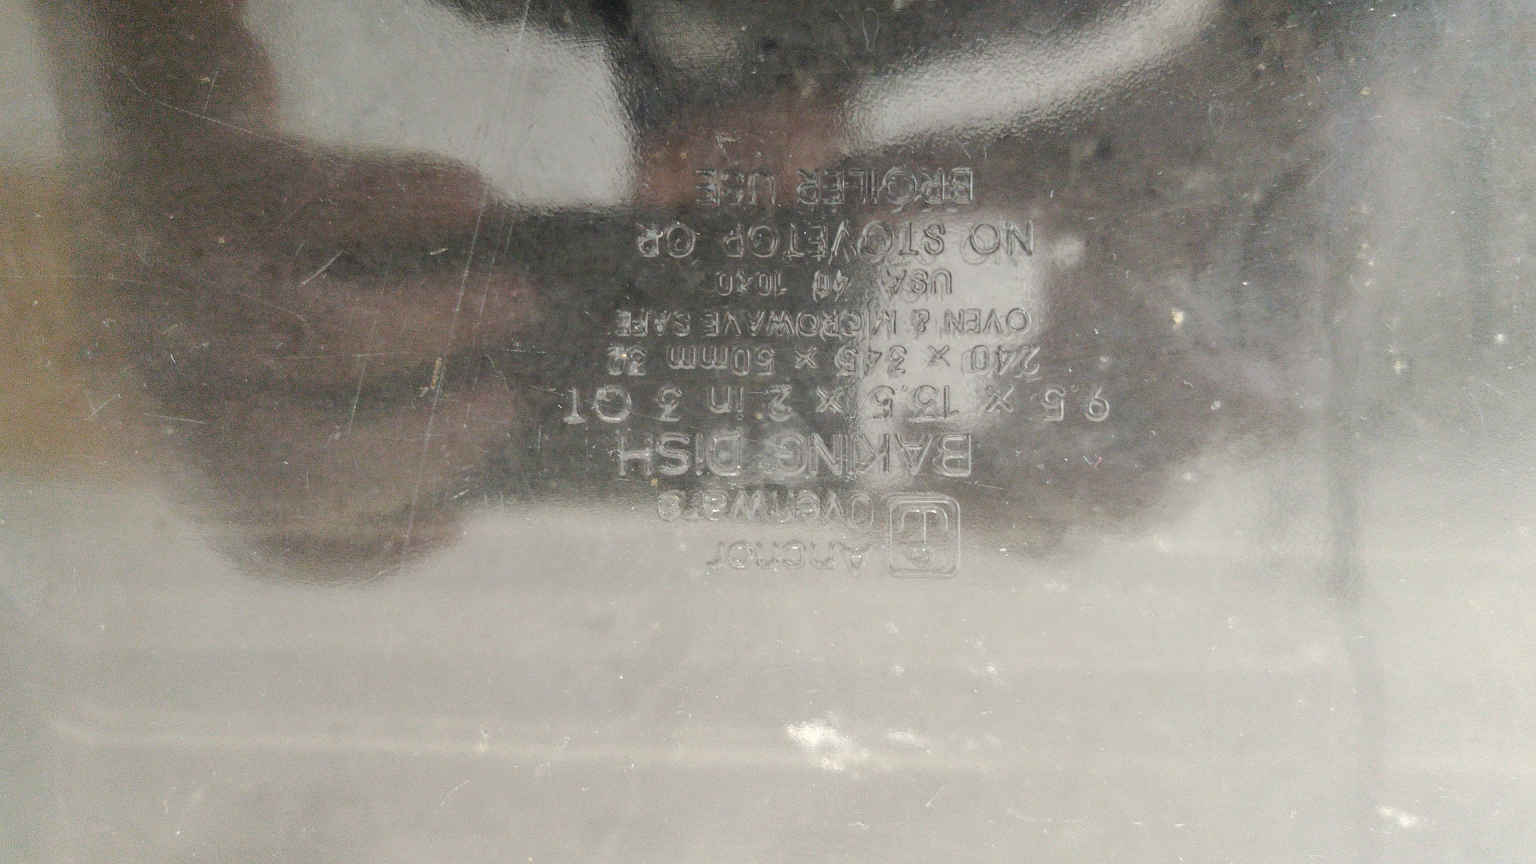 Anchor
Ovenware
BAKING DISH
9.5 x 13.5 x 2 in 3 QT
240 x 345 x 50mm 32
OVEN & MICROWAVE SAFE
USA 40 1040
NO STOVETOP OR
BROILER USE